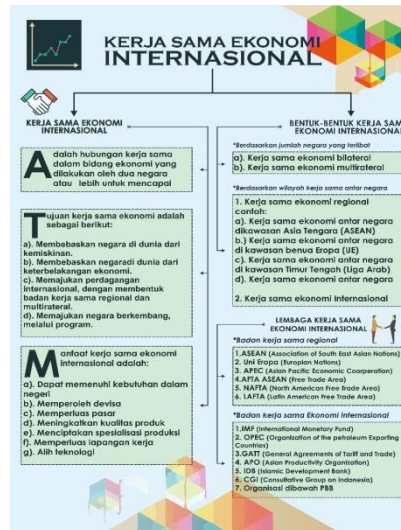 KERJA SAMA EKONOMI
INTERNASIONAL
KERJA SAMA EKONOMI
INTERNASIONAL
Adalah hubungan kerja sama
dalam bidang ekonomi yang
dilakukan oleh dua negara
atau lebih untuk mencapai
Tujuan kerja sama ekonomi adalah
sebagai berikut:
a). Membebaskan negara di dunia dari
kemiskinan.
b). Membebaskan negaradi dunia dari
keterbelakangan ekonomi.
c). Memajukan perdagangan
internasional, dengan membentuk
badan kerja sama regional dan
multirateral.
d). Memajukan negara berkembang,
melalui program.
Manfaat kerja sama ekonomi
internasional adalah:
a). Dapat memenuhi kebutuhan dalam
negeri
b). Memperoleh devisa
c). Memperluas pasar
d). Meningkatkan kualitas produk
e). Menciptakan spesialisasi produksi
f). Memperluas lapangan kerja
g). Alih teknologi
BENTUK-BENTUK KERJA SAM
EKONOMI INTERNASIONAL
*Berdasarkan jumlah negara yang terlibat
a). Kerja sama ekonomi bilateral
b). Kerja sama ekonomi multirateral
*Berdasarkan wilayah kerja sama antar negara
1. Kerja sama ekonomi regional
contoh:
a). Kerja sama ekonomi antar negara
dikawasan Asia Tengara (ASEAN)
b.) Kerja sama ekonomi antar negara
di kawasan benua Eropa (UE)
c). Kerja sama ekonomi antar negara
di kawasan Timur Tengah (Liga Arab)
d). Kerja sama ekonomi antar negara
2. Kerja sama ekonomi Internasional
LEMBAGA KERJA SAMA
EKONOMI INTERNASIONAL
*Badan kerja sama regional
1.ASEAN (Association of South East Asian Nations)
2. Uni Eropa (Europian Nations)
3. APEC (Asian Pacific Economic Coorperation)
4.AFTA ASEAN (Free Trade Area)
5. NAFTA (North American Free Trade Area)
6. LAFTA (Latin American Free Trade Area)
*Badan kerja sama Ekonomi internasional
1.IMF (International Monetary Fund)
2. OPEC (Organization of the petroleum Exporting
Countries)
3.GATT (General Agreements of Tariff and Trade)
4. APO (Asian Productivity Organization)
5. IDB (Islamic Development Bank)
6. CGI (Consultative Group on Indonesia)
7. Organisasi dibawah PBB